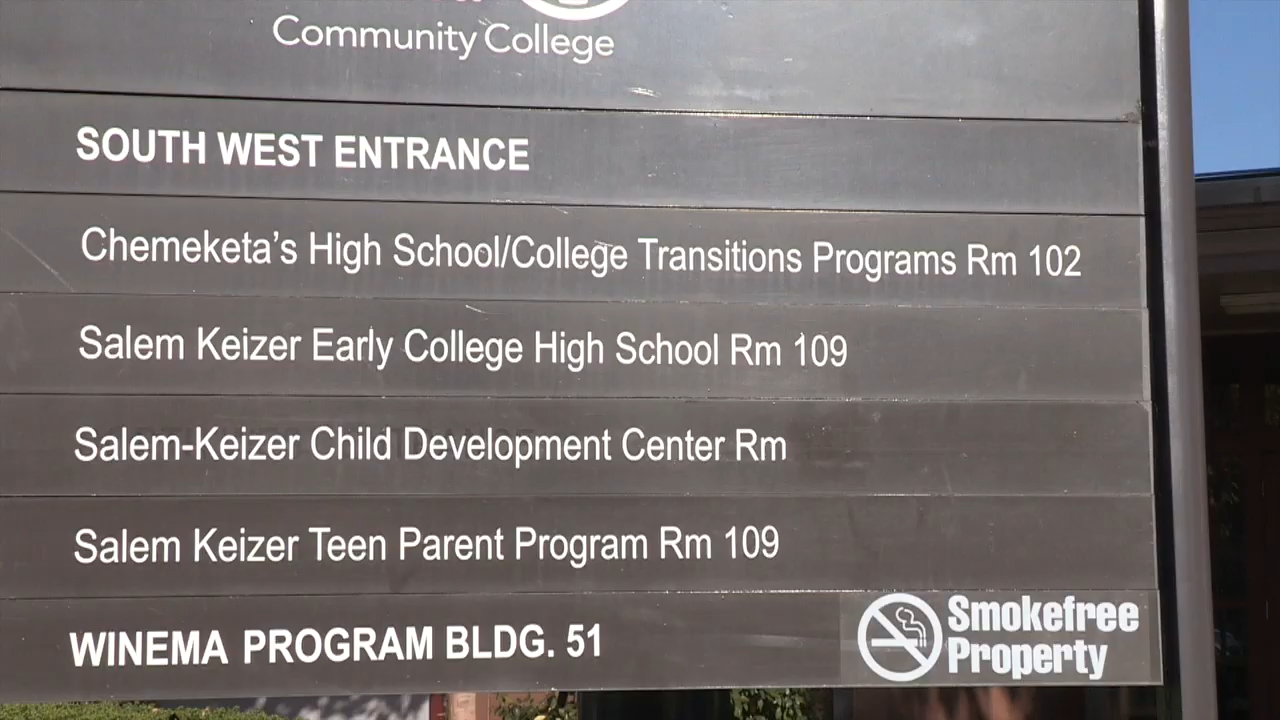 Community College
SOUTH WEST ENTRANCE
Chemeketa's High School/College Transitions Programs Rm 102
Salem Keizer Early College High School Rm 109
Salem-Keizer Child Development Center Rm
Salem Keizer Teen Parent Program Rm 109
WINEMA PROGRAM BLDG. 51
Smokefree
Property